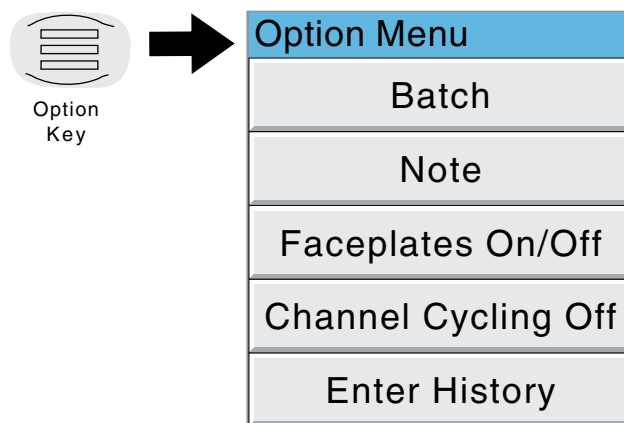 Option
Key
Option Menu
Batch
Note
Faceplates On/Off
Channel Cycling Off
Enter History